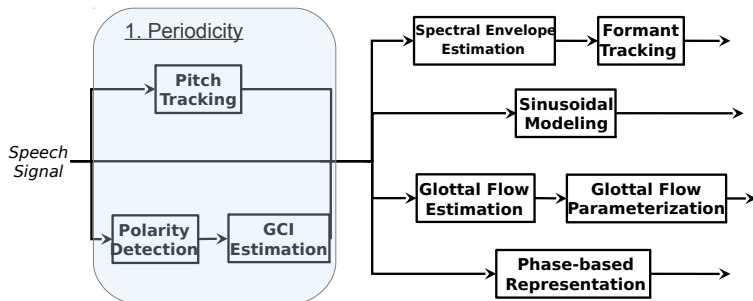 1. Periodicity
Pitch
Tracking
Speech
Signal
Polarity
Detection
GCI
Estimation
Spectral Envelope
Estimation
Formant
Tracking
Sinusoidal
Modeling
Glottal Flow
Estimation
Glottal Flow
Parameterization
Phase-based
Representation